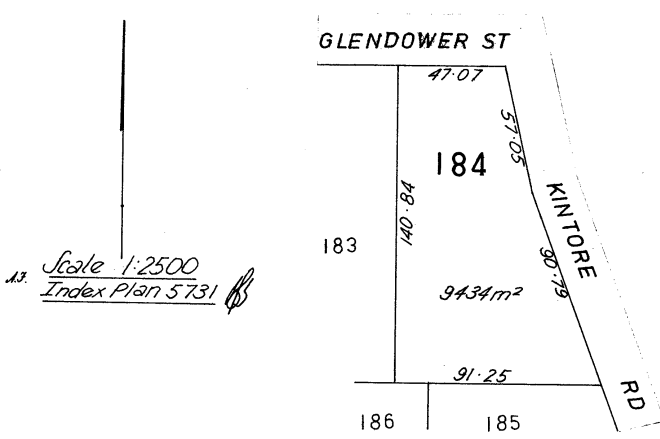 GLENDOWER ST
47·07
57·05
184
KINTORE
RD
140·84
183
90·79
9434m²
91·25
186
185
Scale 1:2500
Index Plan 5731